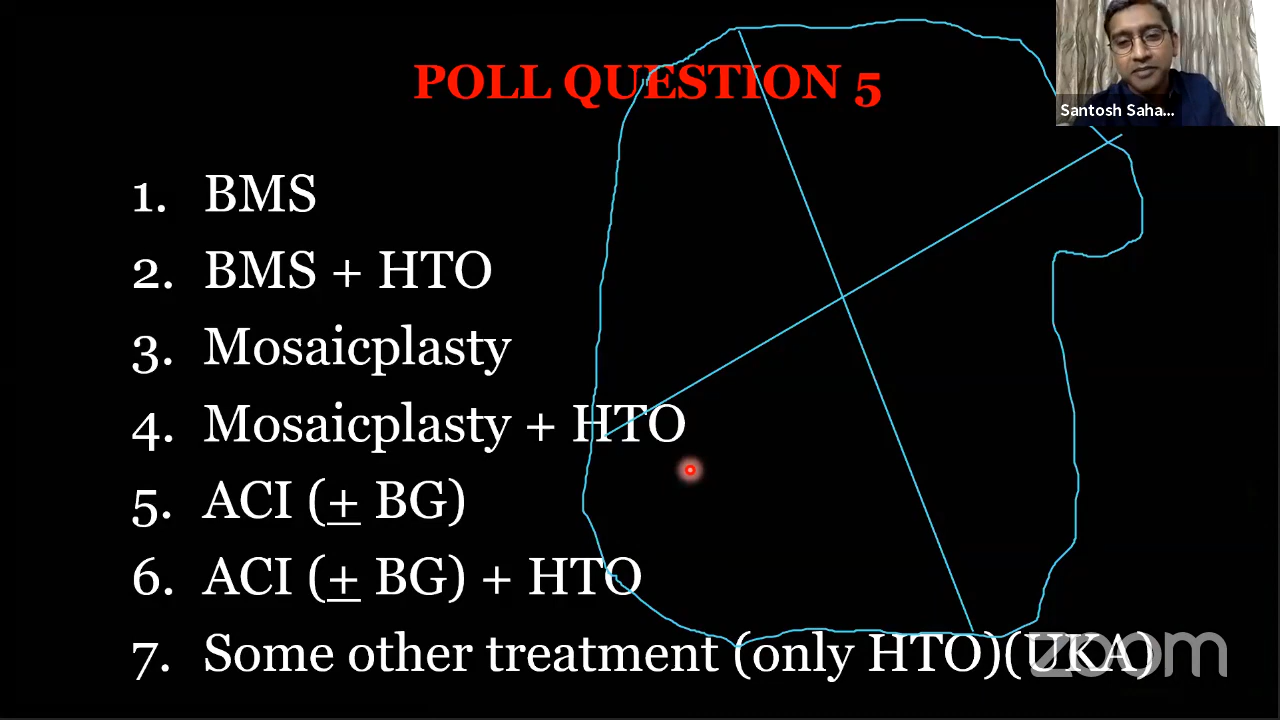 Santosh Saha...
POLL QUESTION 5
1. BMS
2. BMS + HTO
3. Mosaicplasty
4. Mosaicplasty + HTO
5. ACI (± BG)
6. ACI (± BG) + HTO
7. Some other treatment (only HTO)(UKA)
zoom